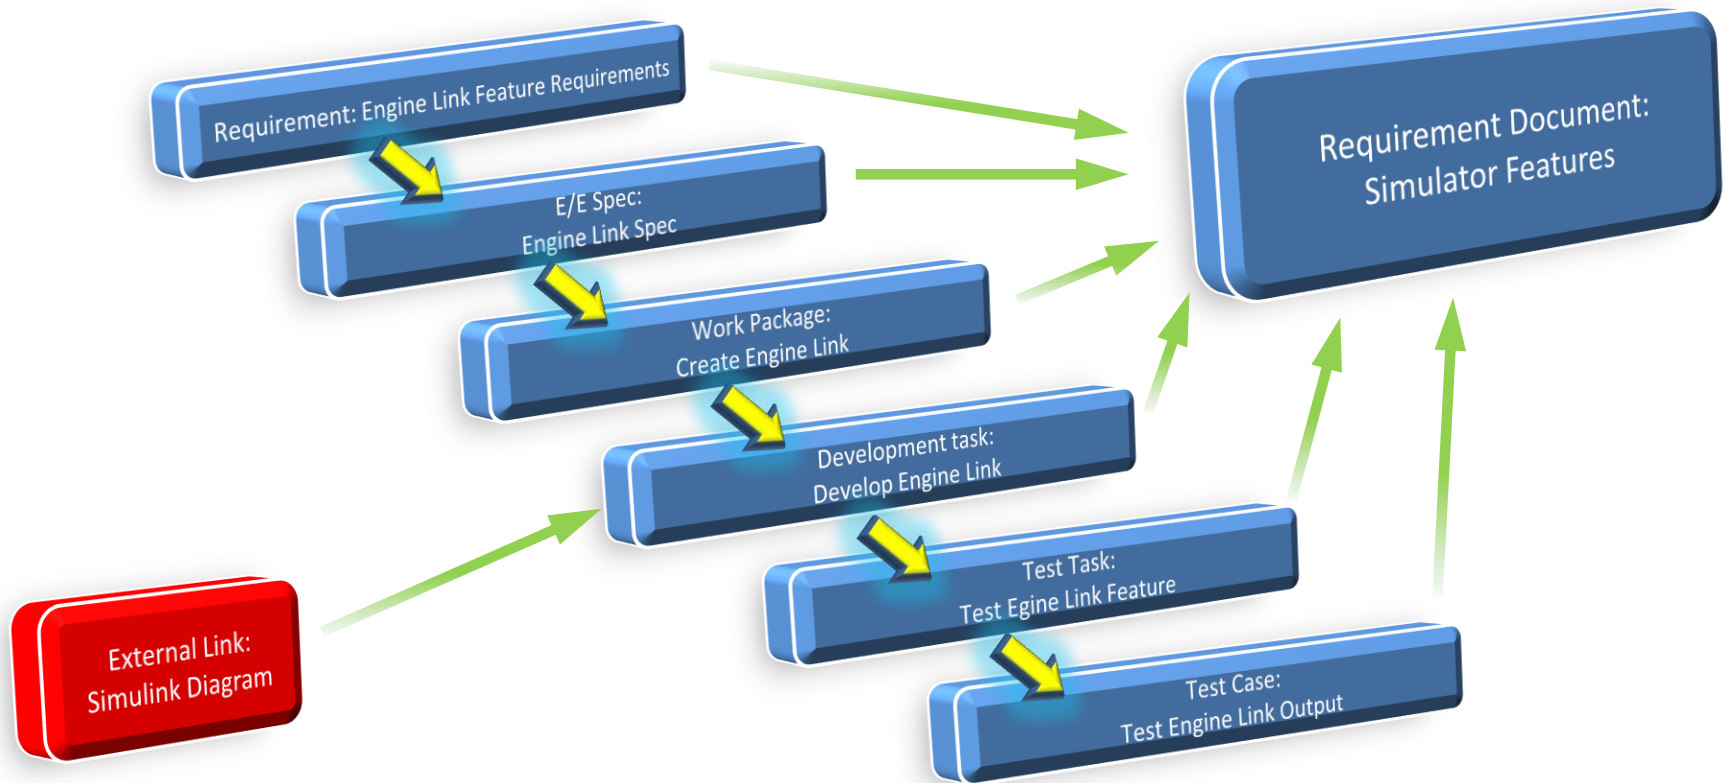 Requirement: Engine Link Feature Requirements
E/E Spec:
Engine Link Spec
Work Package:
Create Engine Link
Development task:
Develop Engine Link
Test Task:
Test Egine Link Feature
Test Case:
Test Engine Link Output
External Link:
Simulink Diagram
Requirement Document:
Simulator Features